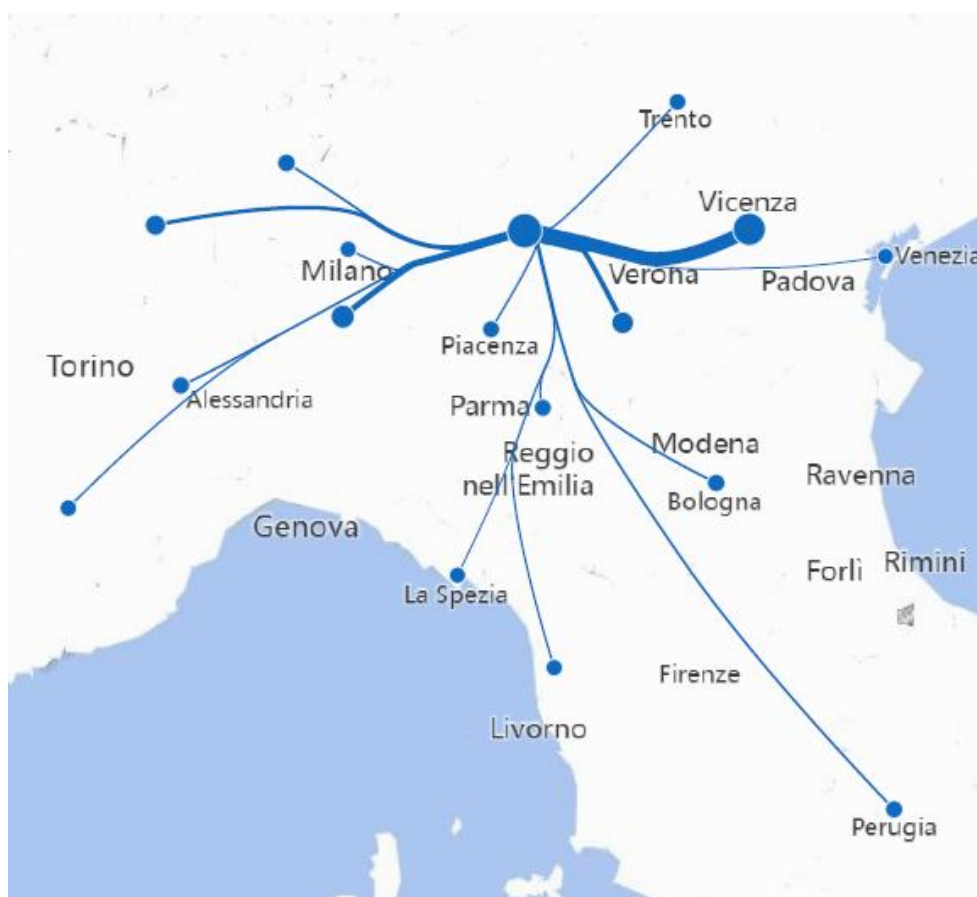 Trento
Vicenza
Venezia
Milano
Verona
Padova
Piacenza
Torino
Alessandria
Parma
Modena
Reggio
nell'Emilia
Ravenna
Bologna
Genova
Rimini
Forlì
La Spezia
Firenze
Livorno
Perugia